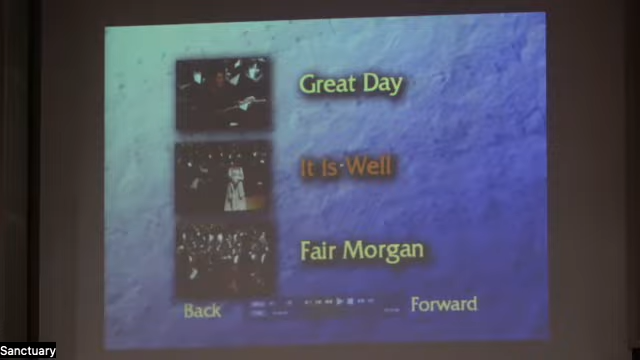 Great Day
It Is Well
Fair Morgan
Back
Forward
Sanctuary